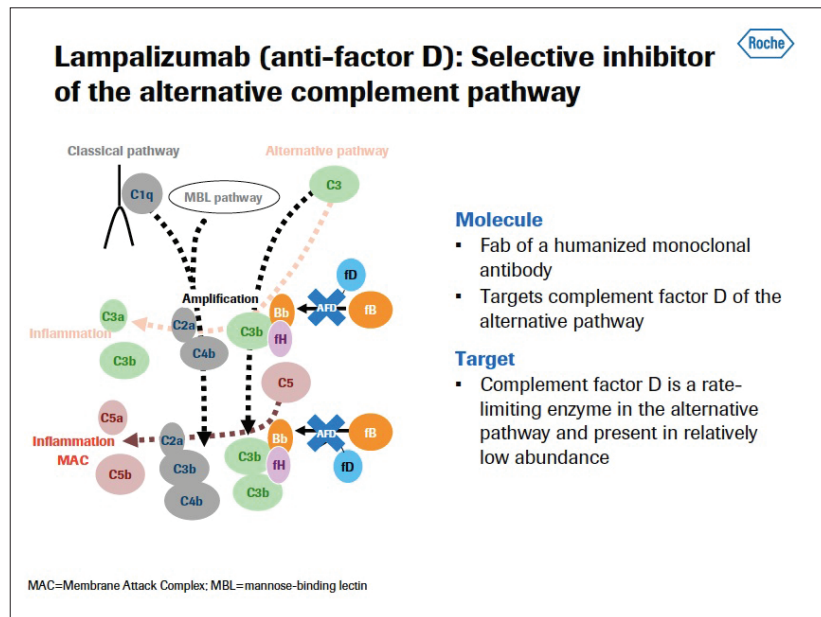 Roche
Lampalizumab (anti-factor D): Selective inhibitor
of the alternative complement pathway
Classical pathway
Alternative pathway
C1q
MBL pathway
C3
fD
Amplification
C3a
C2a
Bb
AFD
fB
Inflammation
C3b
fH
C3b
C4b
C5
C5a
Inflammation
MAC
C2a
Bb
AFD
fB
C3b
fH
fD
C5b
C3b
C3b
C4b
Molecule
▪ Fab of a humanized monoclonal
antibody
▪ Targets complement factor D of the
alternative pathway
Target
▪ Complement factor D is a rate-
limiting enzyme in the alternative
pathway and present in relatively
low abundance
MAC=Membrane Attack Complex; MBL=mannose-binding lectin